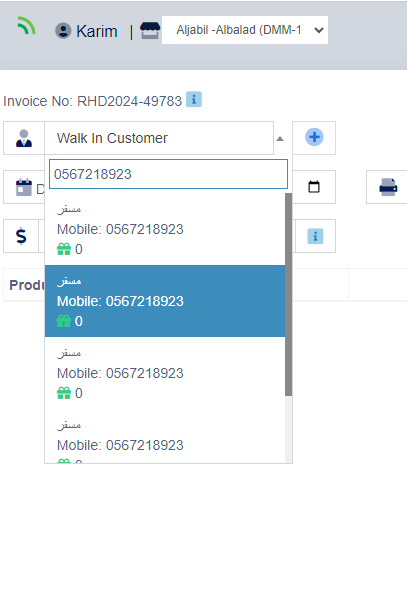 Karim | Aljabil -Albalad (DMM-1
Invoice No: RHD2024-49783 i
Walk In Customer
0567218923
مسفر
Mobile: 0567218923
0
مسفر
Mobile: 0567218923
0
مسفر
Mobile: 0567218923
0
مسفر
Mobile: 0567218923
0
D
$ i
Produ